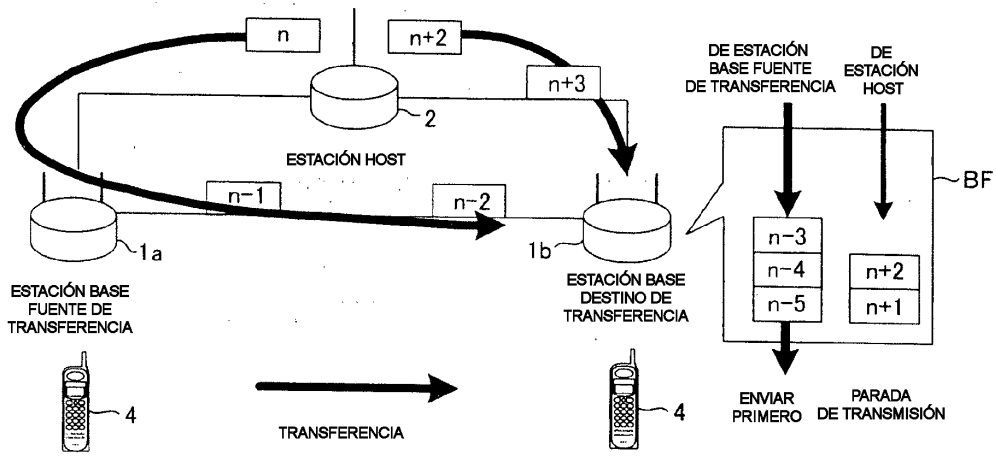 n
n+2
DE ESTACIÓN
BASE FUENTE
DE TRANSFERENCIA
DE
ESTACIÓN
HOST
n+3
2
ESTACIÓN HOST
BF
n-1
n-2
1a
1b
n-3
n-4
n-5
n+2
n+1
ESTACIÓN BASE
FUENTE DE
TRANSFERENCIA
ESTACIÓN BASE
DESTINO DE
TRANSFERENCIA
4
TRANSFERENCIA
4
ENVIAR
PRIMERO
PARADA
DE TRANSMISIÓN